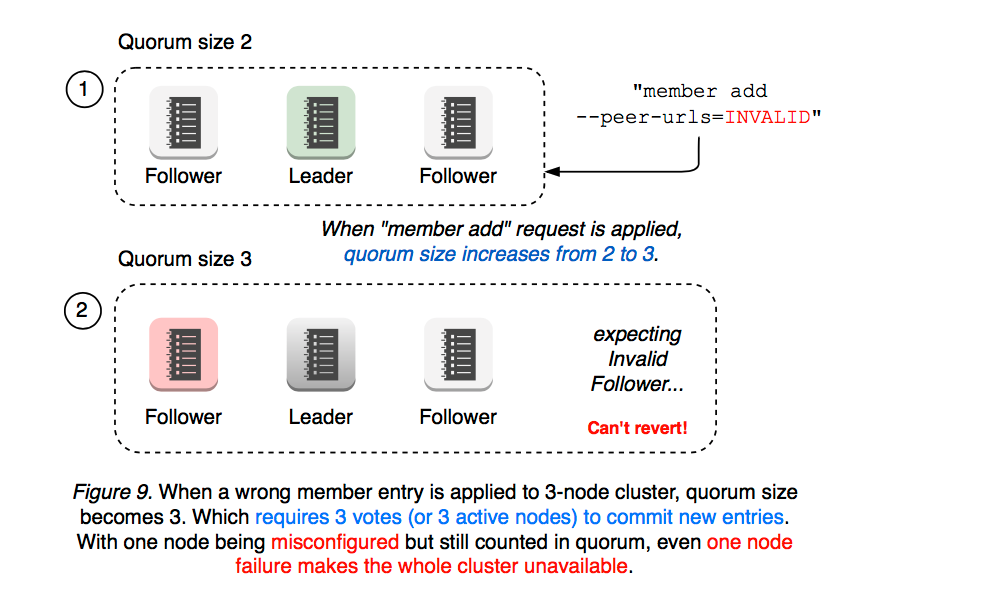 Quorum size 2
1
"member add
--peer-urls=INVALID"
Follower
Leader
Follower
When "member add" request is applied,
quorum size increases from 2 to 3.
Quorum size 3
2
expecting
Invalid
Follower...
Follower
Leader
Follower
Can't revert!
Figure 9. When a wrong member entry is applied to 3-node cluster, quorum size
becomes 3. Which requires 3 votes (or 3 active nodes) to commit new entries.
With one node being misconfigured but still counted in quorum, even one node
failure makes the whole cluster unavailable.